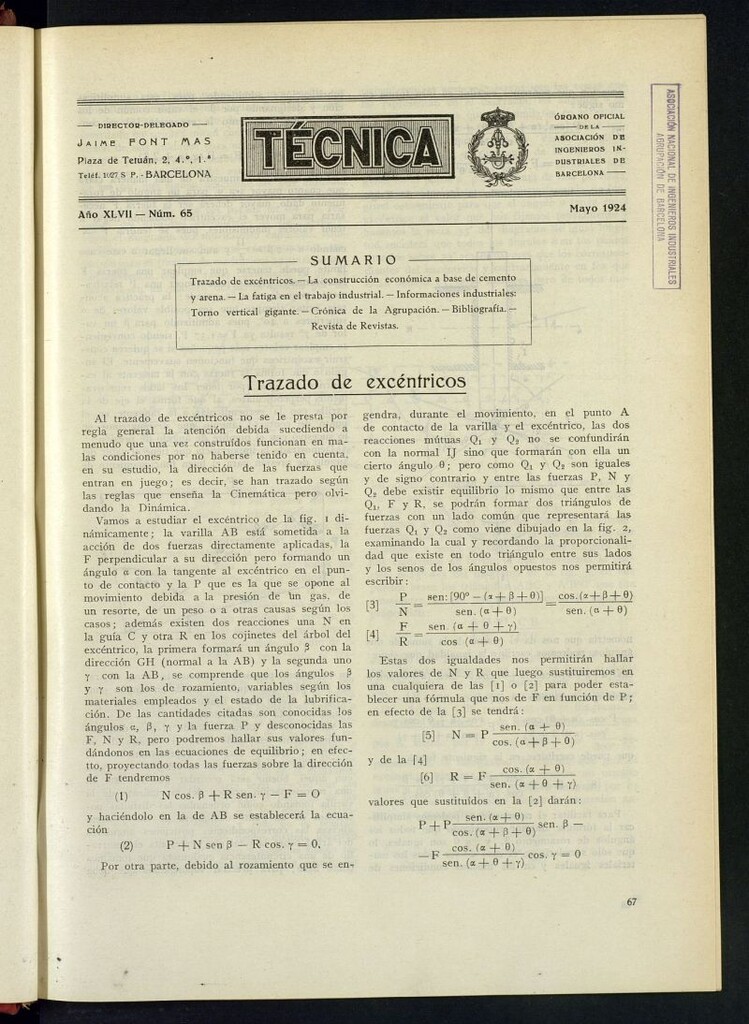 DIRECTOR-DELEGADO
JAIME FONT MAS
Plaza de Tetuán, 2, 4.º, 1.ª
Teléf. 1027 S P. - BARCELONA
TÉCNICA
ÓRGANO OFICIAL
DE LA
ASOCIACIÓN DE
INGENIEROS IN-
DUSTRIALES DE
BARCELONA
ASOCIACIÓN NACIONAL DE INGENIEROS INDUSTRIALES
AGRUPACIÓN DE BARCELONA
Año XLVII — Núm. 65
Mayo 1924
SUMARIO
Trazado de excéntricos. — La construcción económica a base de cemento
y arena. — La fatiga en el trabajo industrial. — Informaciones industriales:
Torno vertical gigante. — Crónica de la Agrupación. — Bibliografía. —
Revista de Revistas.
Trazado de excéntricos
Al trazado de excéntricos no se le presta por
regla general la atención debida sucediendo a
menudo que una vez construídos funcionan en ma-
las condiciones por no haberse tenido en cuenta,
en su estudio, la dirección de las fuerzas que
entran en juego; es decir, se han trazado según
las reglas que enseña la Cinemática pero olvi-
dando la Dinámica.
Vamos a estudiar el excéntrico de la fig. 1 di-
námicamente; la varilla AB está sometida a la
acción de dos fuerzas directamente aplicadas, la
F perpendicular a su dirección pero formando un
ángulo α con la tangente al excéntrico en el pun-
to de contacto y la P que es la que se opone al
movimiento debida a la presión de un gas, de
un resorte, de un peso o a otras causas según los
casos; además existen dos reacciones una N en
la guía C y otra R en los cojinetes del árbol del
excéntrico, la primera formará un ángulo β con la
dirección GH (normal a la AB) y la segunda uno
γ con la AB, se comprende que los ángulos β
y γ son los de rozamiento, variables según los
materiales empleados y el estado de la lubrifica-
ción. De las cantidades citadas son conocidas los
ángulos α, β, γ y la fuerza P y desconocidas las
F, N y R, pero podremos hallar sus valores fun-
dándonos en las ecuaciones de equilibrio; en efec-
tto, proyectando todas las fuerzas sobre la dirección
de F tendremos
(1) N cos. β + R sen. γ — F = O
y haciéndolo en la de AB se establecerá la ecua-
ción
(2) P + N sen β — R cos. γ = 0,
Por otra parte, debido al rozamiento que se en-
gendra, durante el movimiento, en el punto A
de contacto de la varilla y el excéntrico, las dos
reacciones mútuas Q₁ y Q₂ no se confundirán
con la normal IJ sino que formarán con ella un
cierto ángulo θ; pero como Q₁ y Q₂ son iguales
y de signo contrario y entre las fuerzas P, N y
Q₂ debe existir equilibrio lo mismo que entre las
Q₁, F y R, se podrán formar dos triángulos de
fuerzas con un lado común que representará las
fuerzas Q₁ y Q₂ como viene dibujado en la fig. 2,
examinando la cual y recordando la proporcionali-
dad que existe en todo triángulo entre sus lados
y los senos de los ángulos opuestos nos permitirá
escribir:
[3] P/N = sen: [90º — (α + β + θ)] / sen. (α + θ) = cos. (α + β + θ) / sen. (α + θ)
[4] F/R = sen. (α + θ + γ) / cos (α + θ)
Estas dos igualdades nos permitirán hallar
los valores de N y R que luego sustituiremos en
una cualquiera de las [1] o [2] para poder esta-
blecer una fórmula que nos de F en función de P;
en efecto de la [3] se tendrá:
[5] N = P sen. (α + θ) / cos. (α + β + θ)
y de la [4]
[6] R = F cos. (α + θ) / sen. (α + θ + γ)
valores que sustituídos en la [2] darán:
P + P sen. (α + θ) / cos. (α + β + θ) sen. β —
— F cos. (α + θ) / sen. (α + θ + γ) cos. γ = 0
67